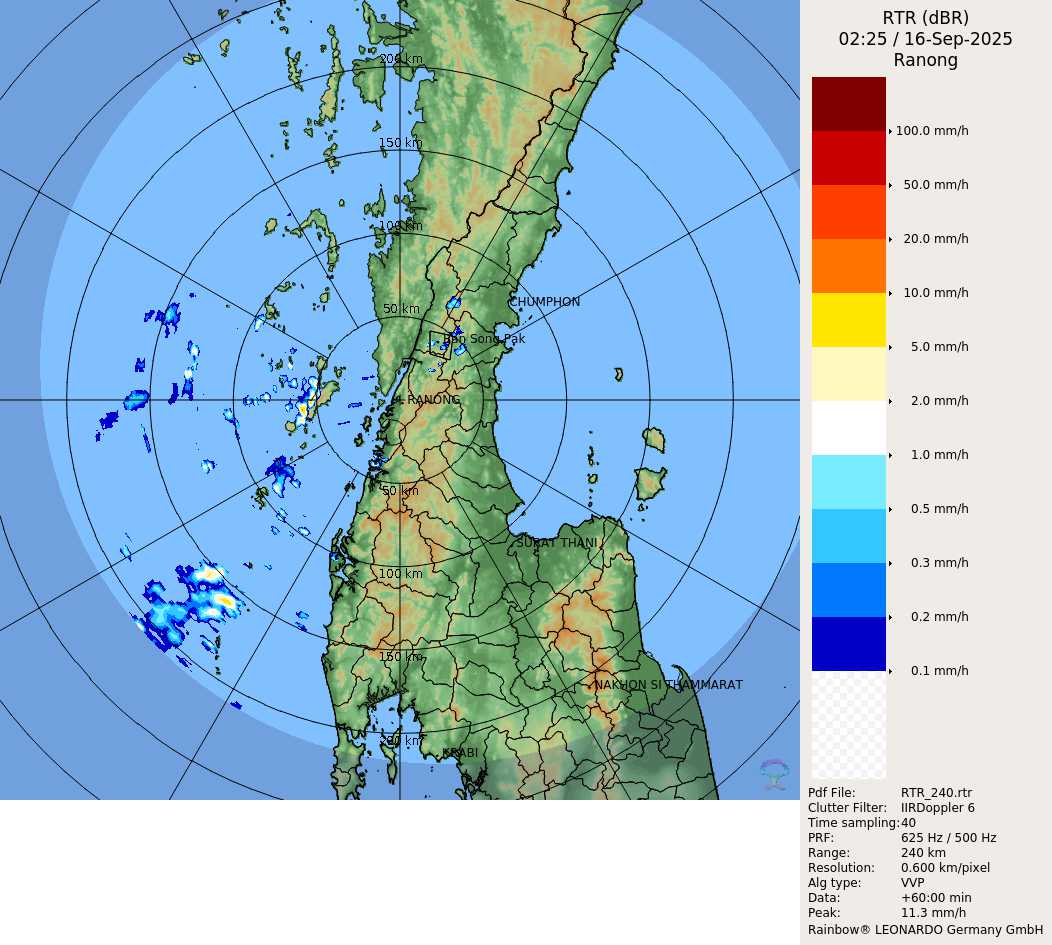 200 km
150 km
100 km
50 km
CHUMPHON
Ban Song Pak
RANONG
50 km
SURAT THANI
100 km
150 km
NAKHON SI THAMMARAT
200 km
KRABI
RTR (dBR)
02:25 / 16-Sep-2025
Ranong
100.0 mm/h
50.0 mm/h
20.0 mm/h
10.0 mm/h
5.0 mm/h
2.0 mm/h
1.0 mm/h
0.5 mm/h
0.3 mm/h
0.2 mm/h
0.1 mm/h
Pdf File: RTR_240.rtr
Clutter Filter: IIRDoppler 6
Time sampling: 40
PRF: 625 Hz / 500 Hz
Range: 240 km
Resolution: 0.600 km/pixel
Alg type: VVP
Data: +60:00 min
Peak: 11.3 mm/h
Rainbow® LEONARDO Germany GmbH